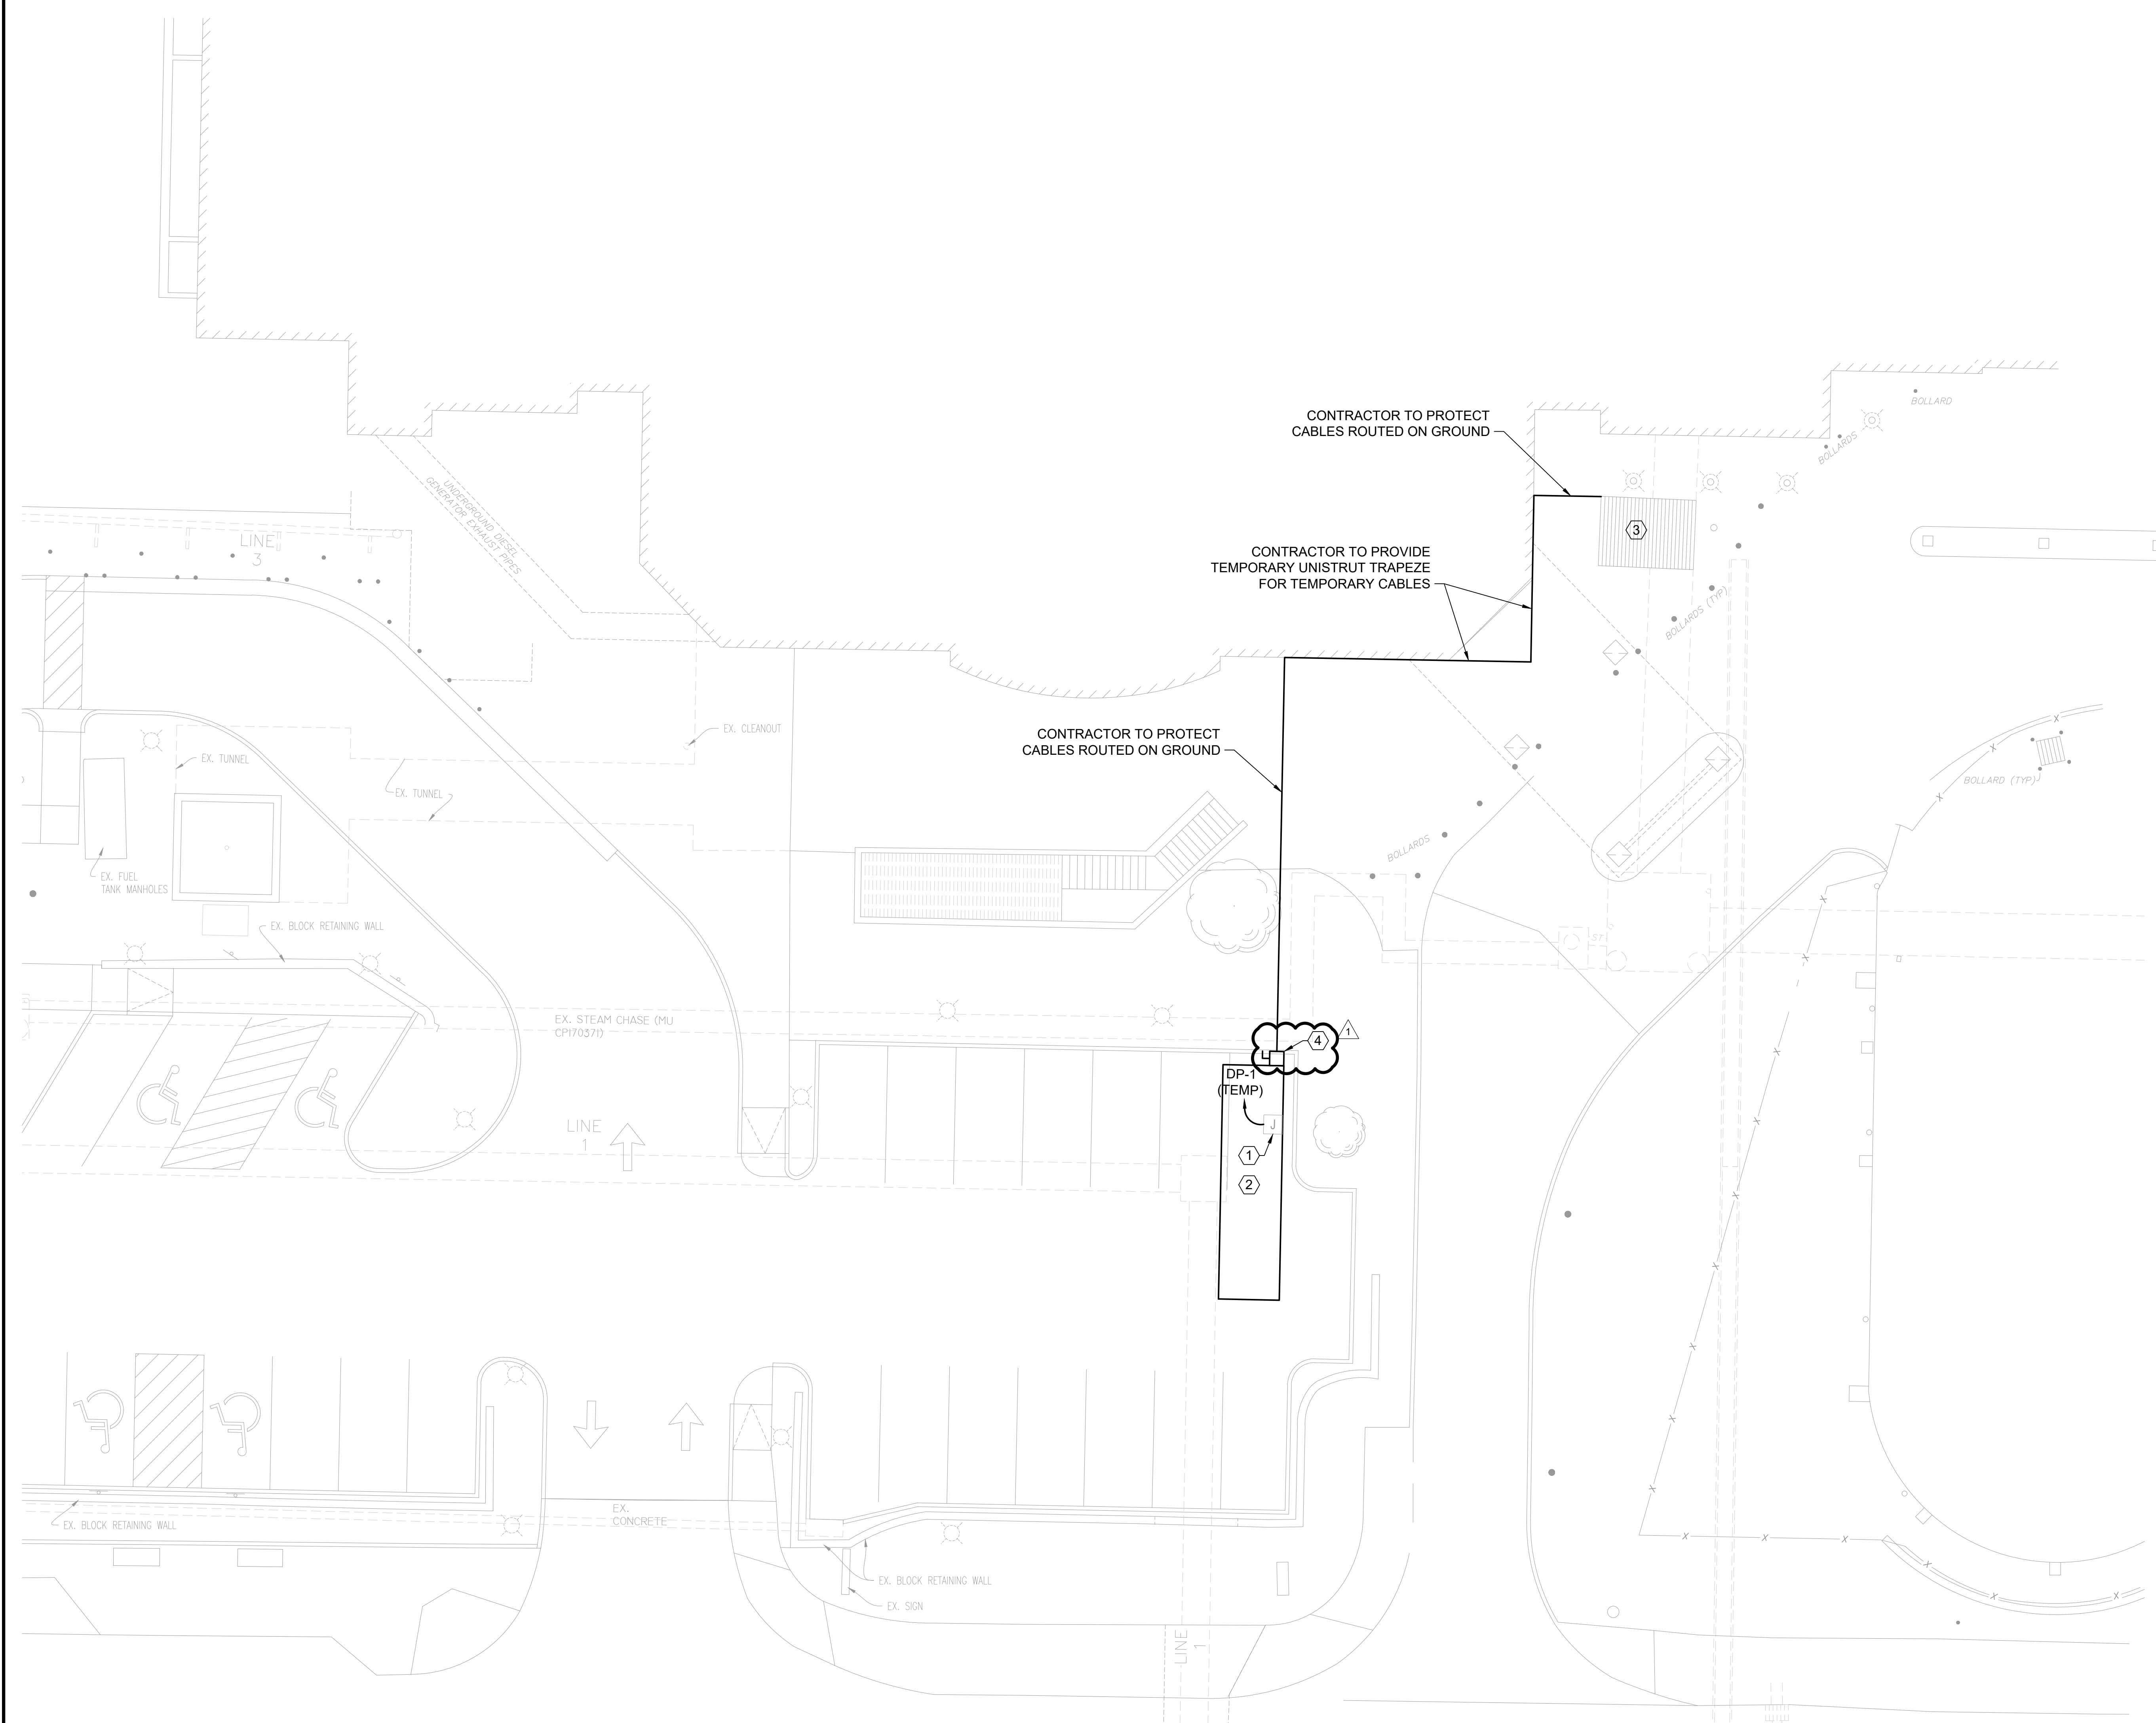 BOLLARD
CONTRACTOR TO PROTECT
CABLES ROUTED ON GROUND
BOLLARDS
UNDERGROUND DIESEL
GENERATOR EXHAUST PIPES
LINE
3
3
CONTRACTOR TO PROVIDE
TEMPORARY UNISTRUT TRAPEZE
FOR TEMPORARY CABLES
BOLLARDS (TYP)
X
EX. CLEANOUT
CONTRACTOR TO PROTECT
CABLES ROUTED ON GROUND
X
EX. TUNNEL
BOLLARD (TYP)
EX. TUNNEL
X
BOLLARDS
EX. FUEL
TANK MANHOLES
X
EX. BLOCK RETAINING WALL
ST
X
EX. STEAM CHASE (MU
CP170371)
4
1
X
DP-1
(TEMP)
J
LINE
1
X
1
2
X
X
X
X
X
EX.
CONCRETE
EX. BLOCK RETAINING WALL
X
X
X
X
EX. BLOCK RETAINING WALL
X
X
EX. SIGN
LINE
1